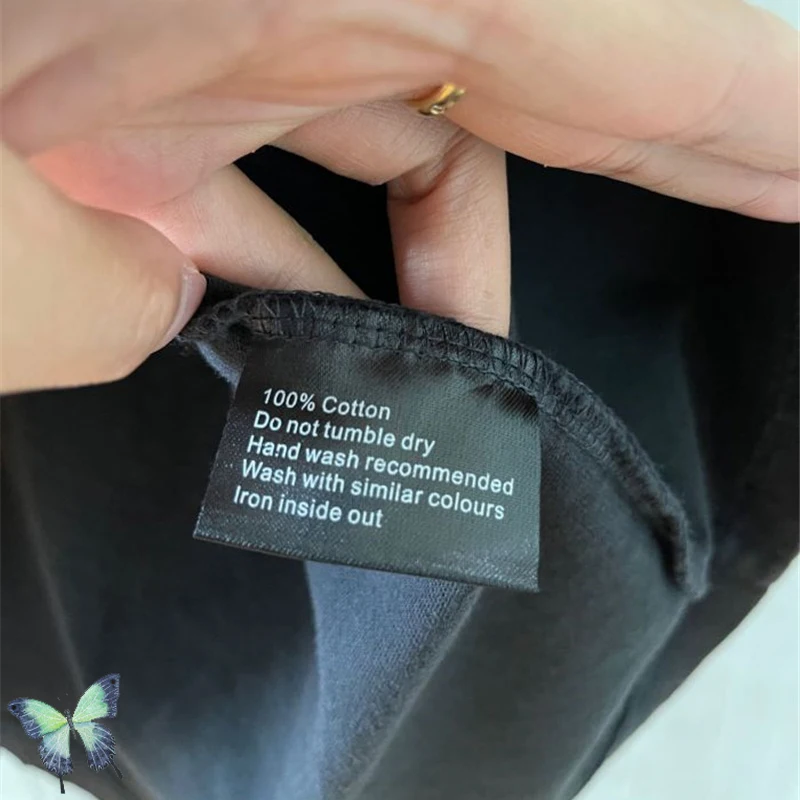 100% Cotton
Do not tumble dry
Hand wash recommended
Wash with similar colours
Iron inside out